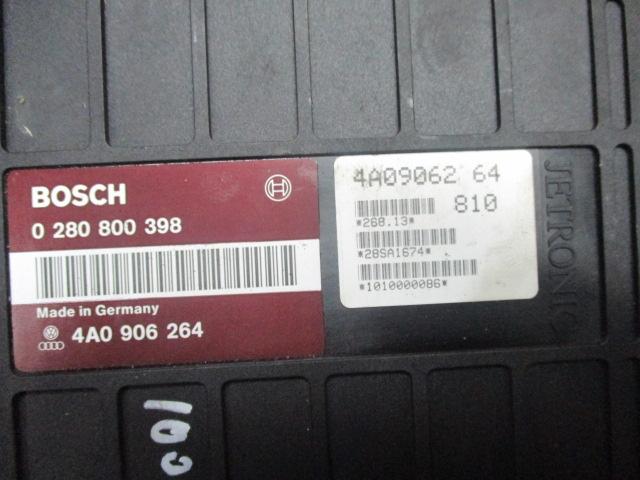 BOSCH
0 280 800 398
Made in Germany
4A0 906 264
4A09062 64
810
*268.13*
*28SA1674*
*1010000086*
JETRONIC